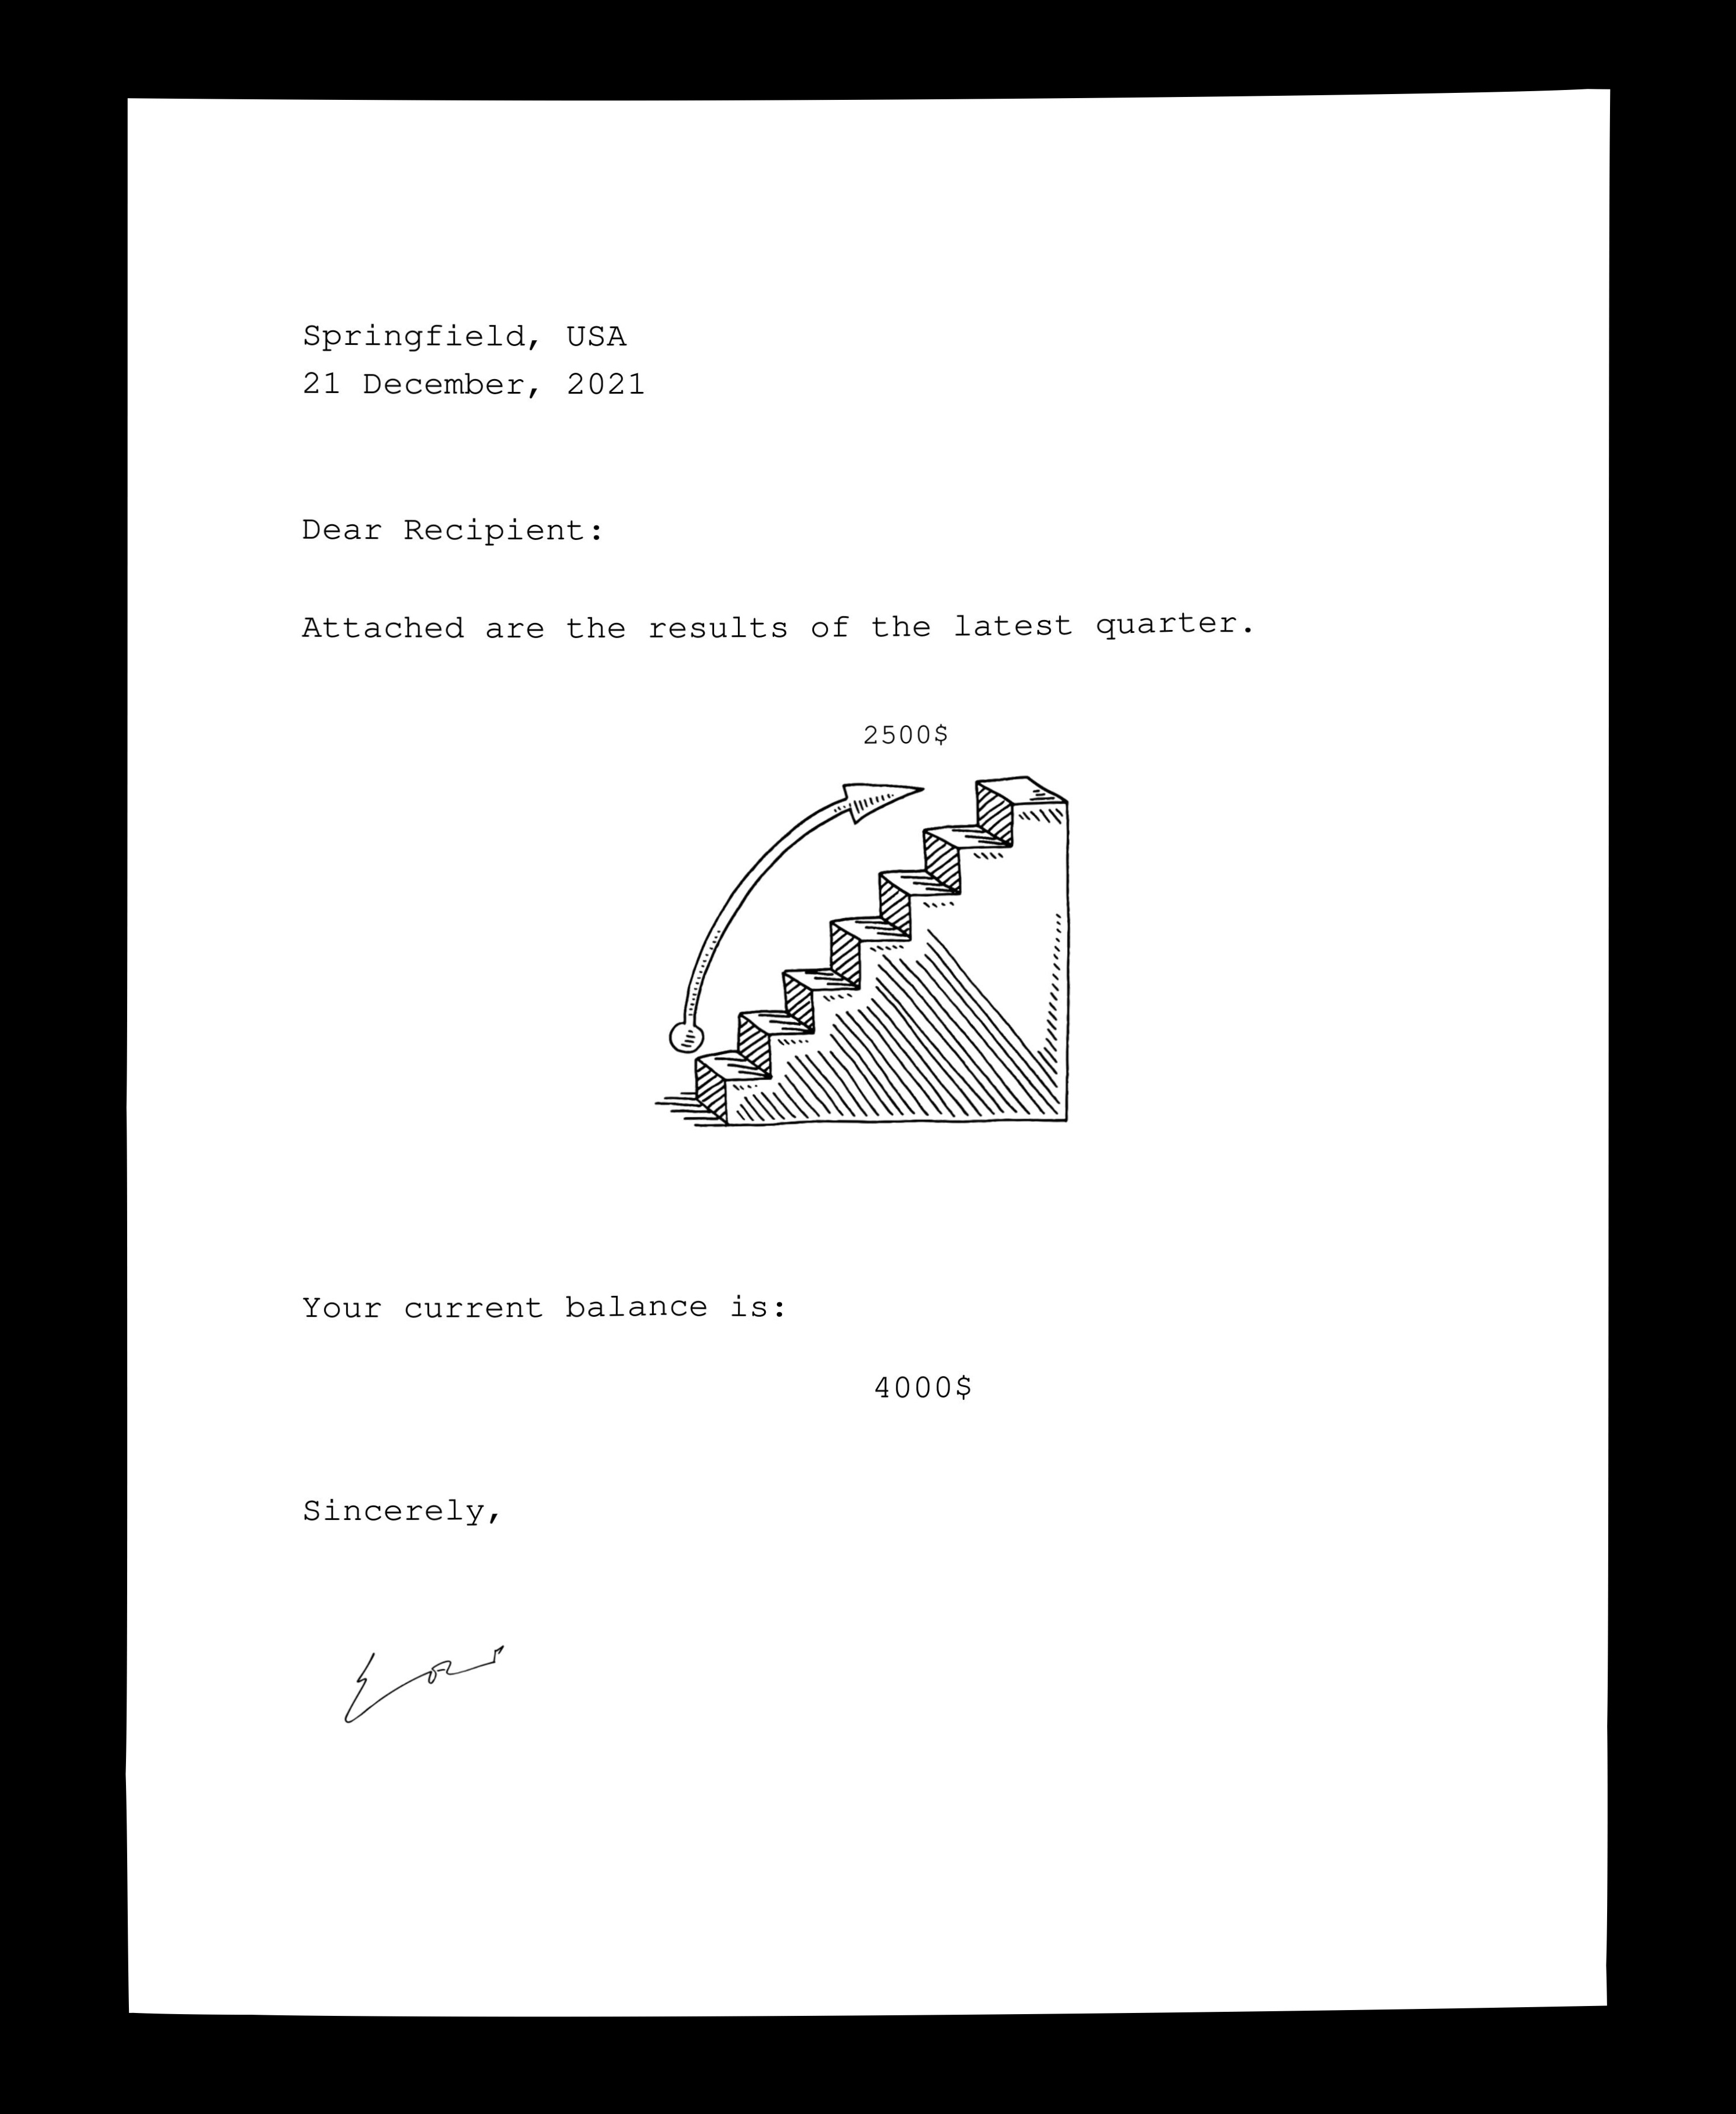 Springfield, USA
21 December, 2021
Dear Recipient:
Attached are the results of the latest quarter.
2500$
Your current balance is:
4000$
Sincerely,